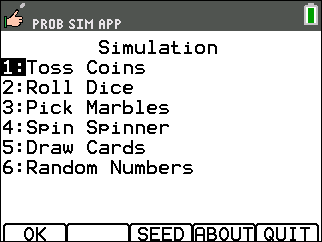 PROB SIM APP
Simulation
1:Toss Coins
2:Roll Dice
3:Pick Marbles
4:Spin Spinner
5:Draw Cards
6:Random Numbers
OK SEED ABOUT QUIT